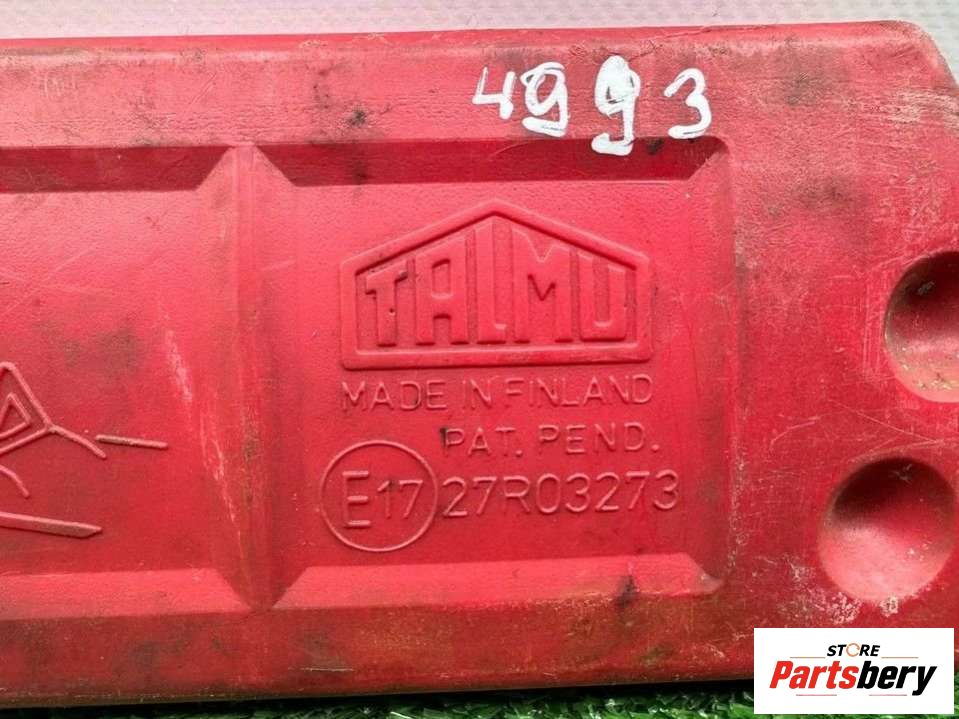 4993
TALMU
MADE IN FINLAND
PAT. PEND.
E17 27R03273
STORE
Partsbery